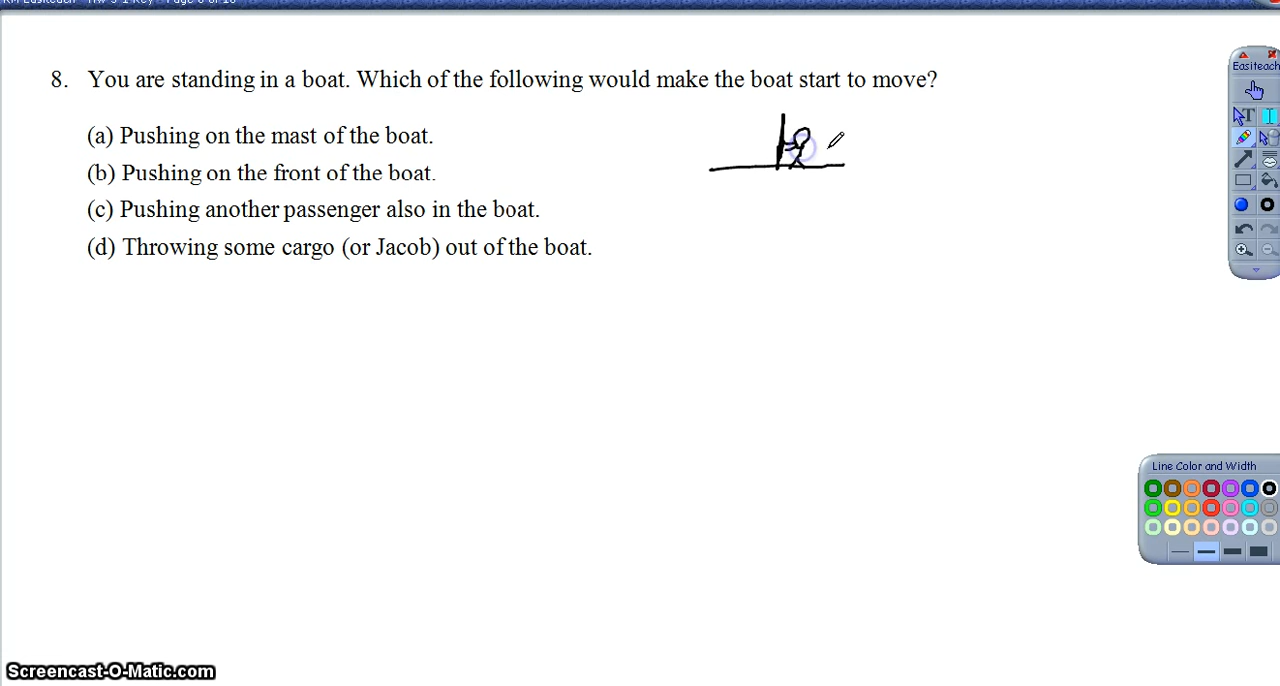 8. You are standing in a boat. Which of the following would make the boat start to move?
(a) Pushing on the mast of the boat.
(b) Pushing on the front of the boat.
(c) Pushing another passenger also in the boat.
(d) Throwing some cargo (or Jacob) out of the boat.
Easiteach
Line Color and Width
Screencast-O-Matic.com